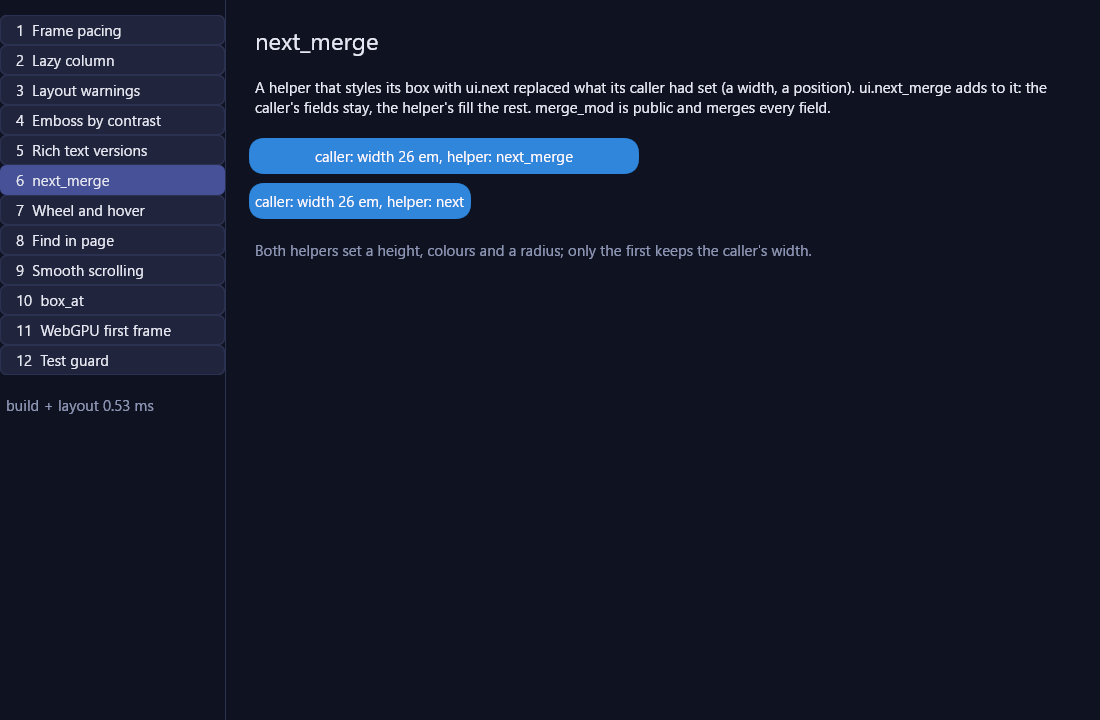 1 Frame pacing
2 Lazy column
3 Layout warnings
4 Emboss by contrast
5 Rich text versions
6 next_merge
7 Wheel and hover
8 Find in page
9 Smooth scrolling
10 box_at
11 WebGPU first frame
12 Test guard
build + layout 0.53 ms
next_merge
A helper that styles its box with ui.next replaced what its caller had set (a width, a position). ui.next_merge adds to it: the
caller's fields stay, the helper's fill the rest. merge_mod is public and merges every field.
caller: width 26 em, helper: next_merge
caller: width 26 em, helper: next
Both helpers set a height, colours and a radius; only the first keeps the caller's width.